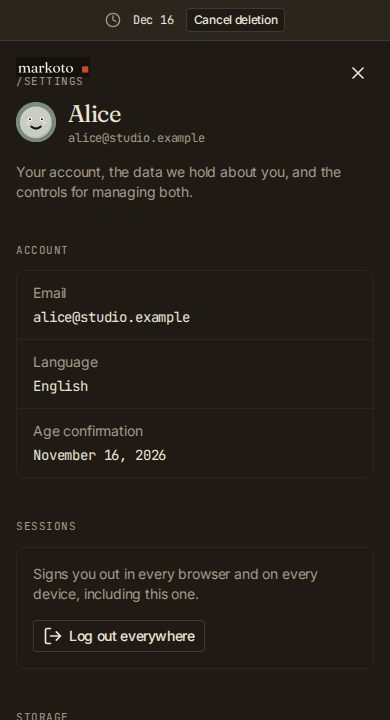 Dec 16 Cancel deletion
markoto
/SETTINGS
Alice
alice@studio.example
Your account, the data we hold about you, and the
controls for managing both.
ACCOUNT
Email
alice@studio.example
Language
English
Age confirmation
November 16, 2026
SESSIONS
Signs you out in every browser and on every
device, including this one.
Log out everywhere
STORAGE